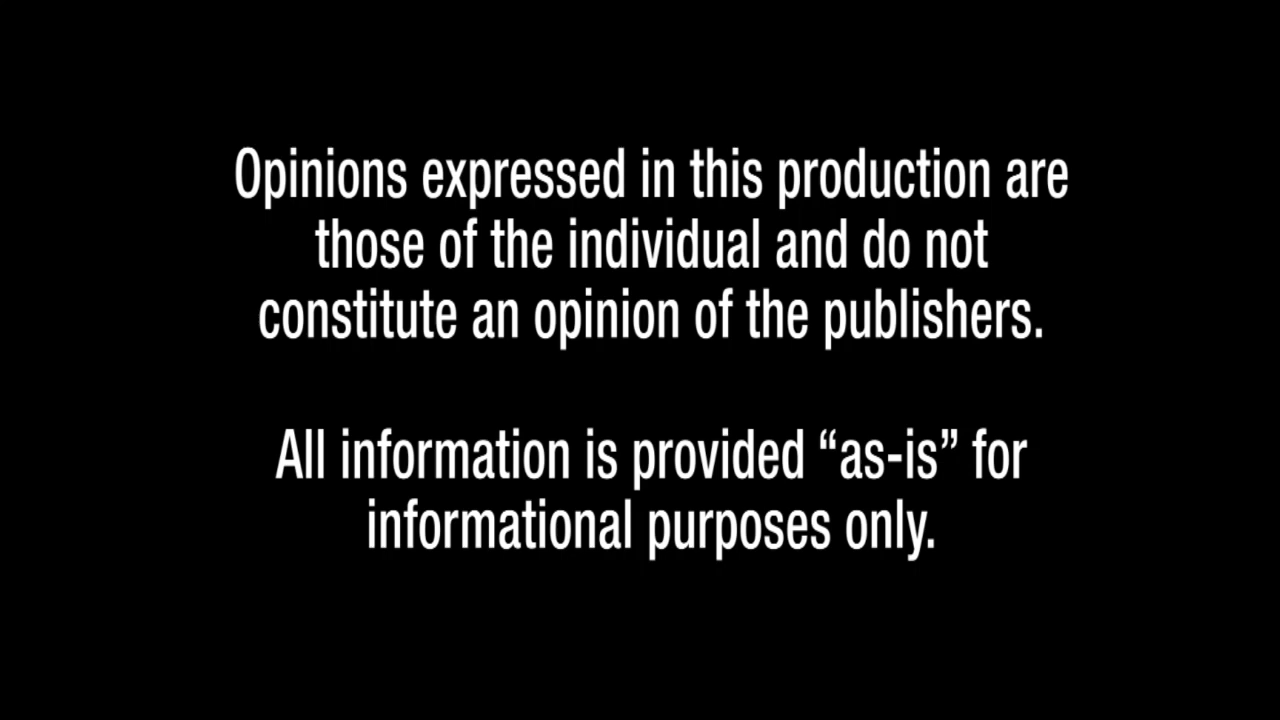 Opinions expressed in this production are
those of the individual and do not
constitute an opinion of the publishers.
All information is provided “as-is” for
informational purposes only.